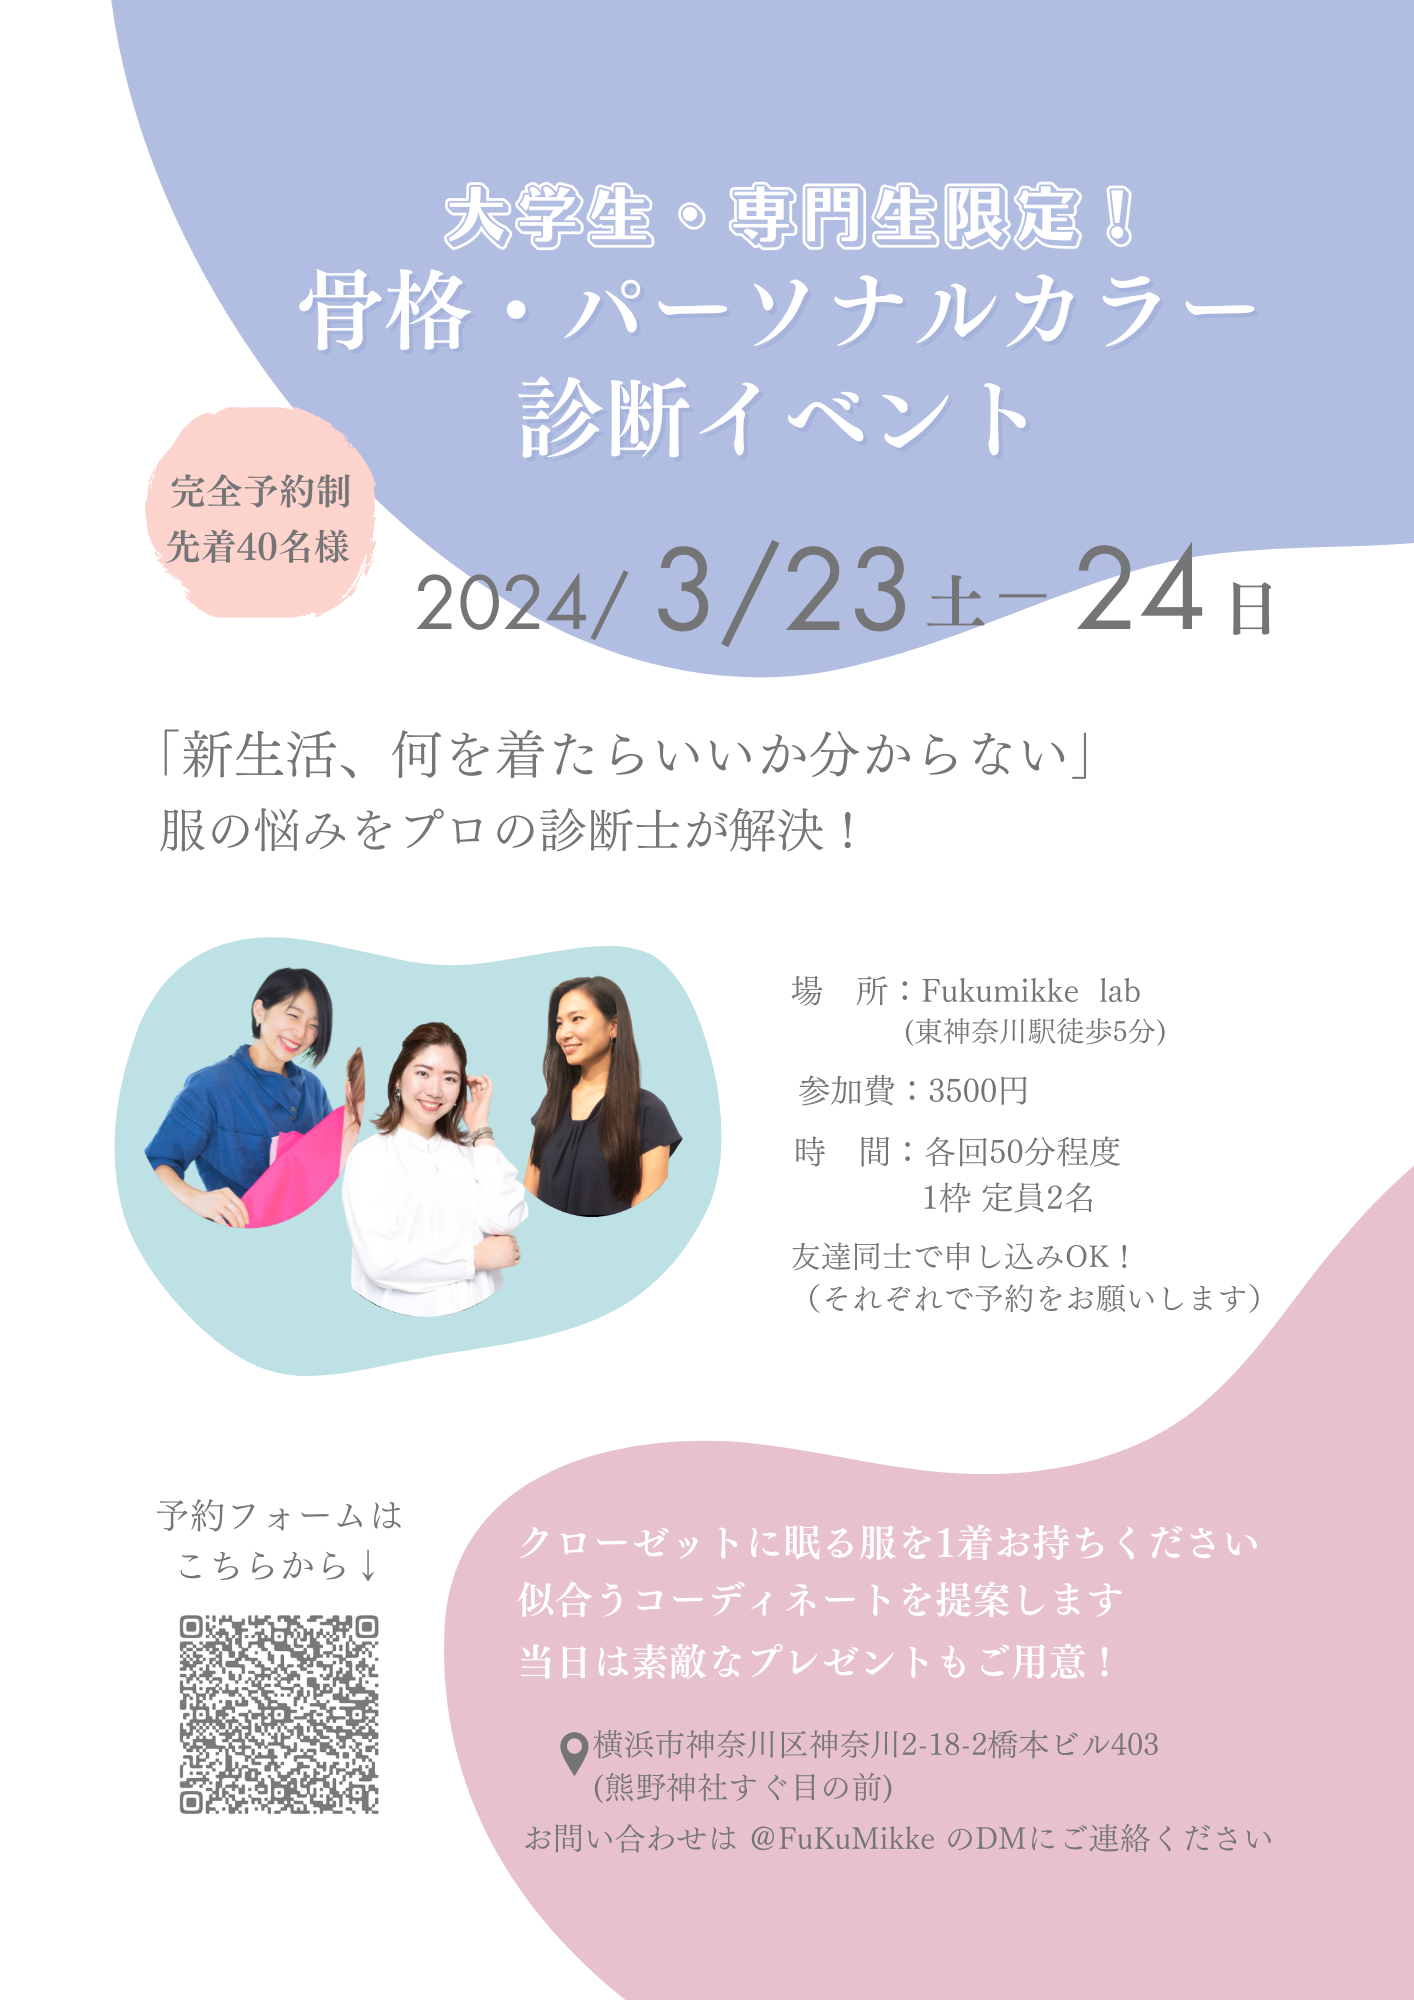 大学生・専門生限定！
骨格・パーソナルカラー
診断イベント
完全予約制
先着40名様
2024/ 3/23 土 — 24 日
「新生活、何を着たらいいか分からない」
服の悩みをプロの診断士が解決！
場　所：Fukumikke lab
(東神奈川駅徒歩5分)
参加費：3500円
時　間：各回50分程度
1枠 定員2名
友達同士で申し込みOK！
（それぞれで予約をお願いします）
予約フォームは
こちらから↓
クローゼットに眠る服を1着お持ちください
似合うコーディネートを提案します
当日は素敵なプレゼントもご用意！
横浜市神奈川区神奈川2-18-2橋本ビル403
(熊野神社すぐ目の前)
お問い合わせは @FuKuMikke のDMにご連絡ください